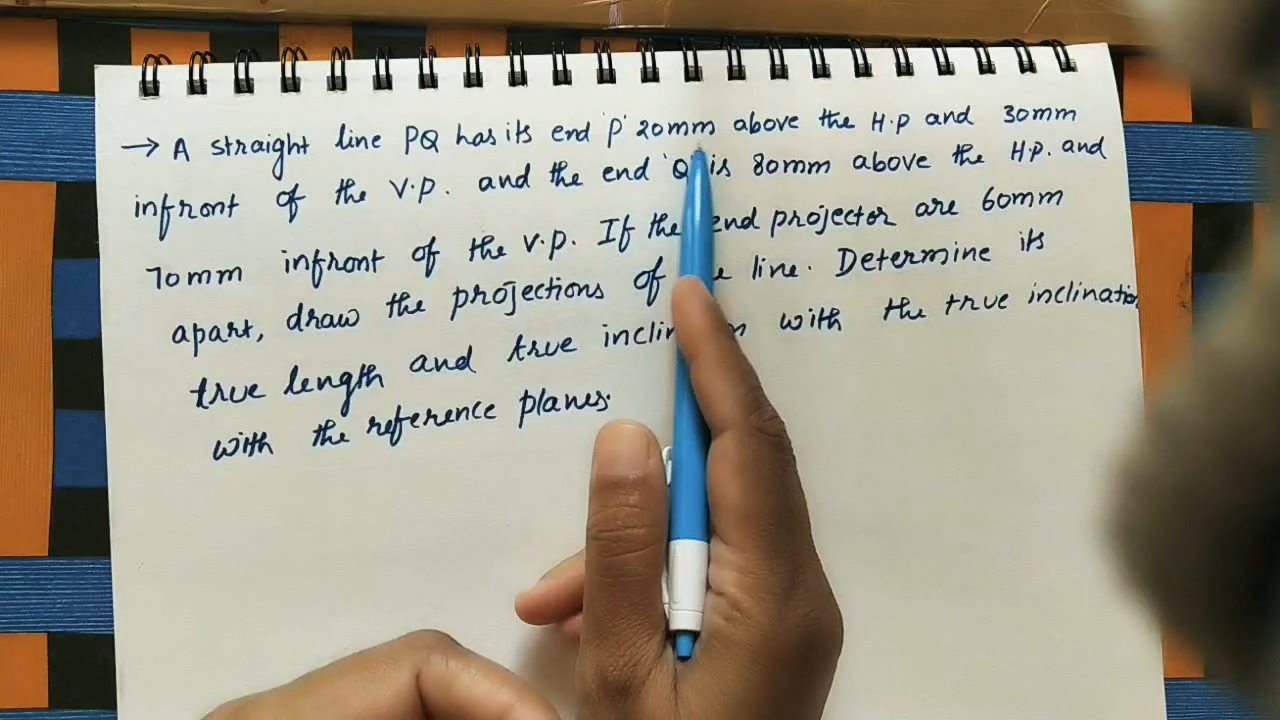 → A straight line PQ has its end 'P' 20mm above the H.P and 30mm
infront of the V.P. and the end 'Q' is 80mm above the H.P. and
70mm infront of the V.P. If the end projector are 60mm
apart, draw the projections of line. Determine its
true length and true with the true inclination
with the reference planes.